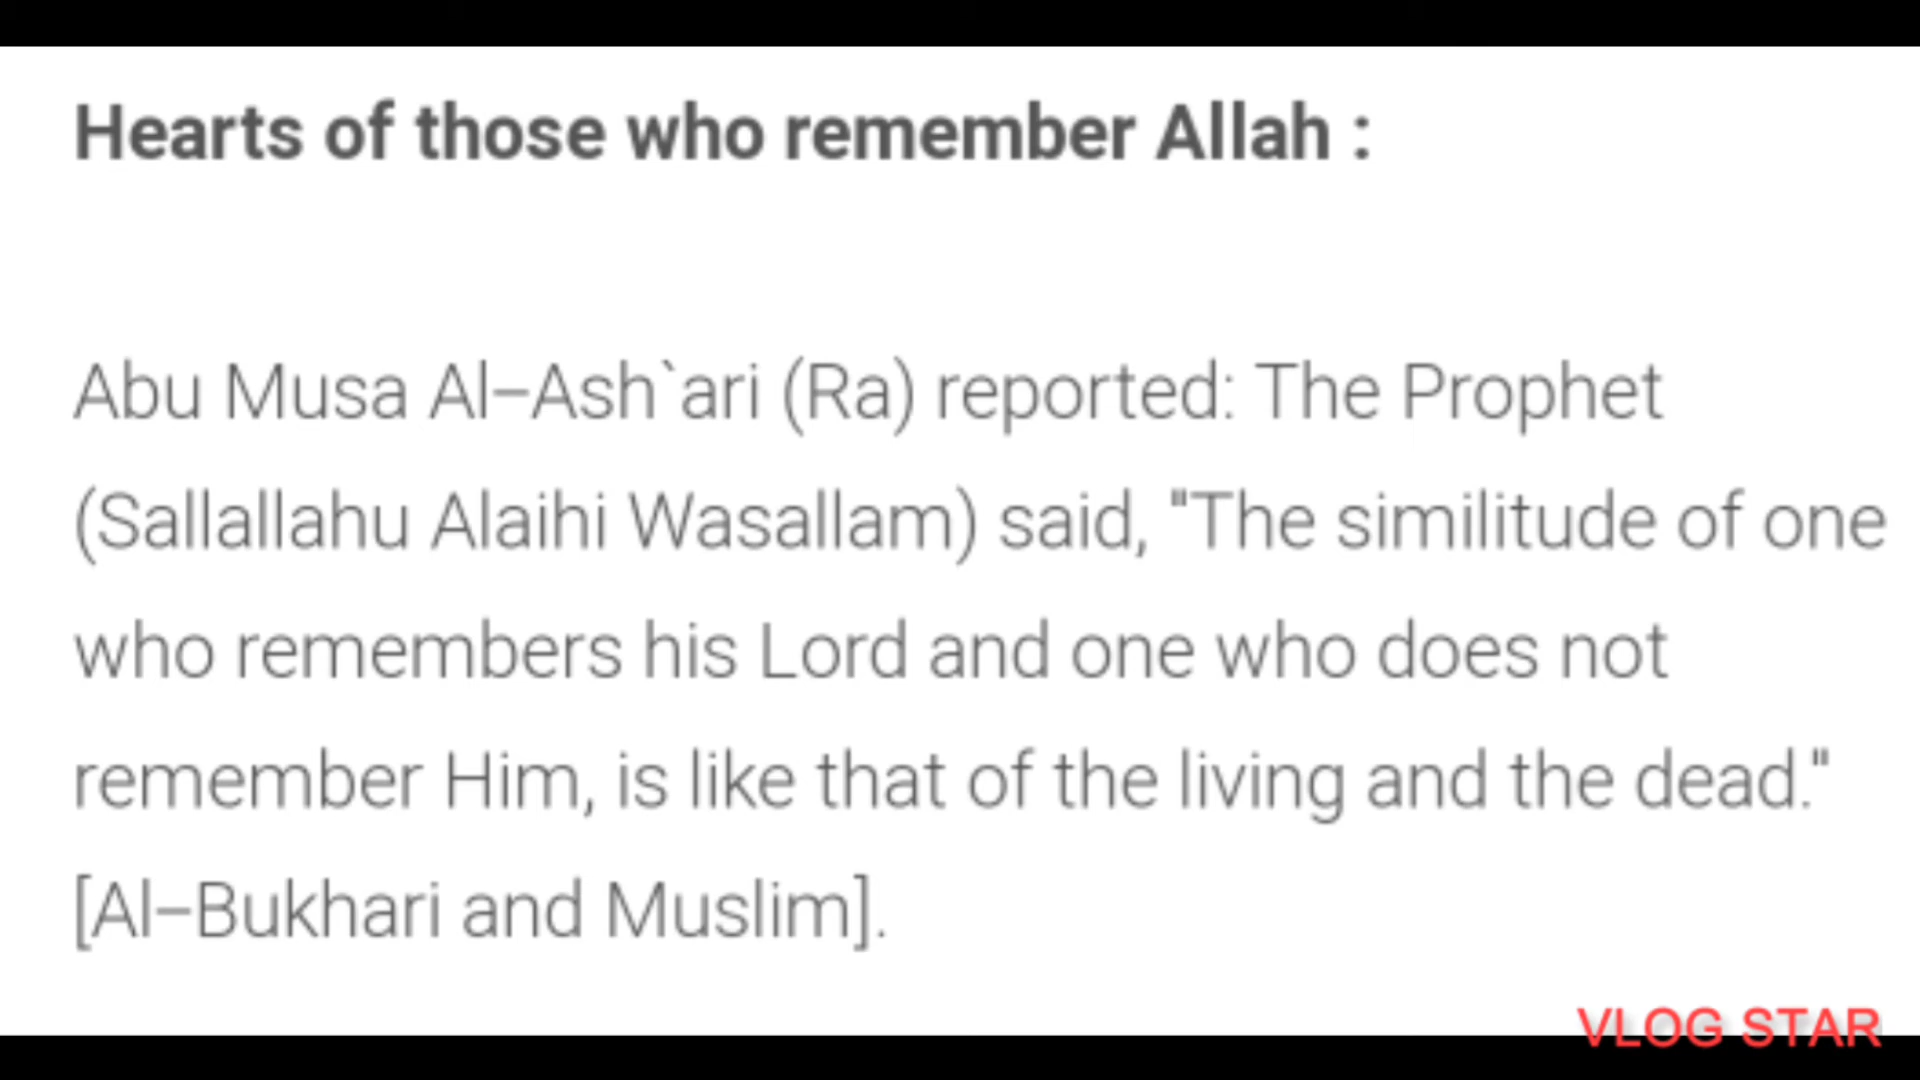 Hearts of those who remember Allah :
Abu Musa Al–Ash`ari (Ra) reported: The Prophet
(Sallallahu Alaihi Wasallam) said, "The similitude of one
who remembers his Lord and one who does not
remember Him, is like that of the living and the dead."
[Al–Bukhari and Muslim].
VLOG STAR